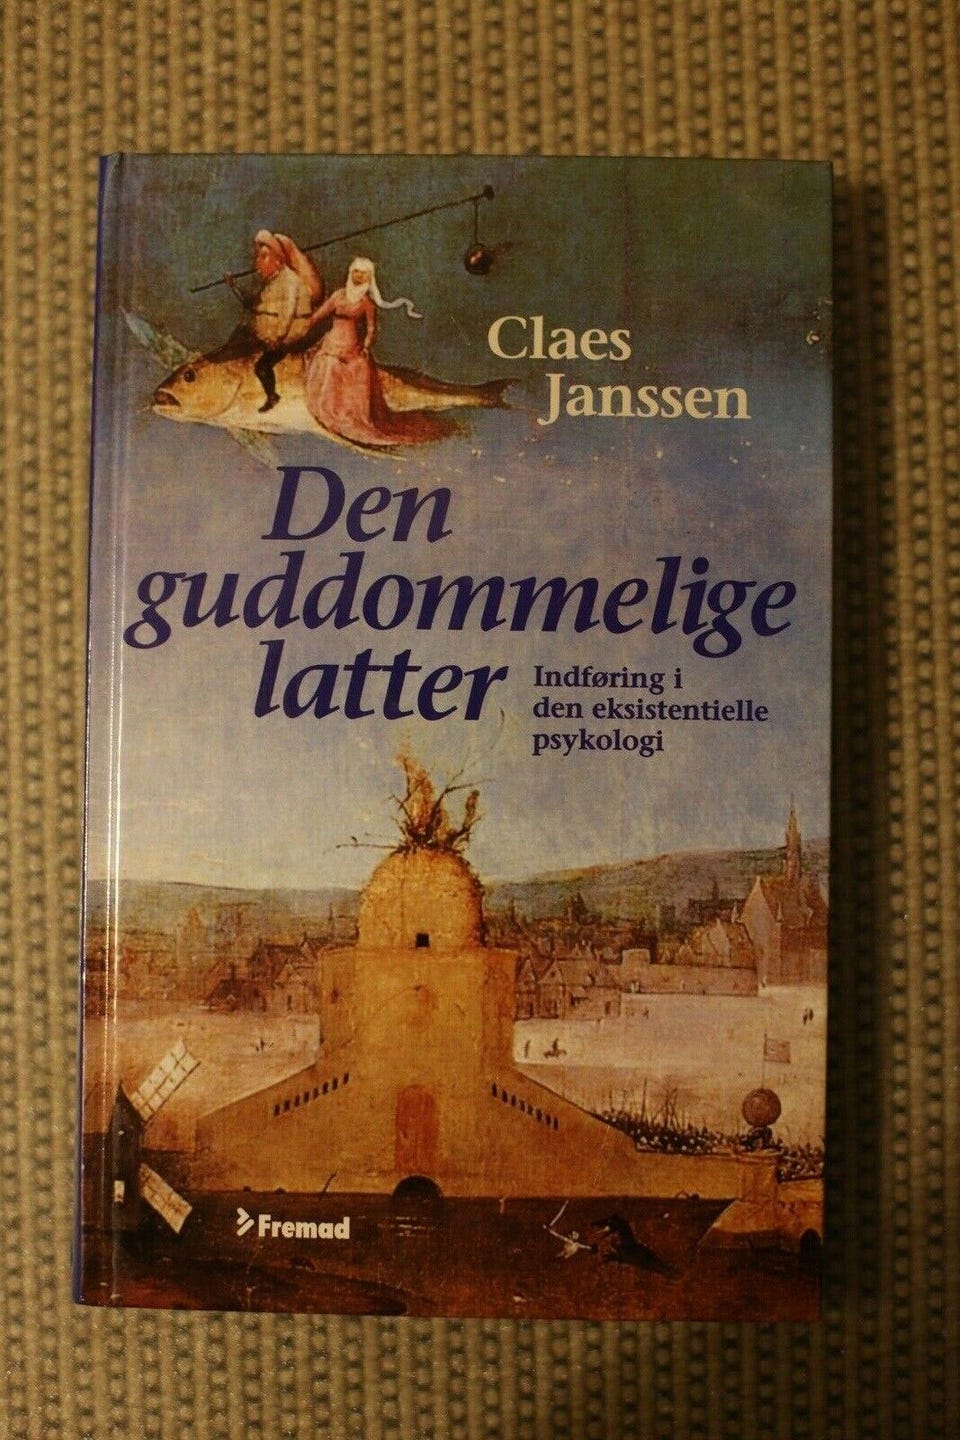 Claes
Janssen
Den
guddommelige
latter
Indføring i
den eksistentielle
psykologi
Fremad